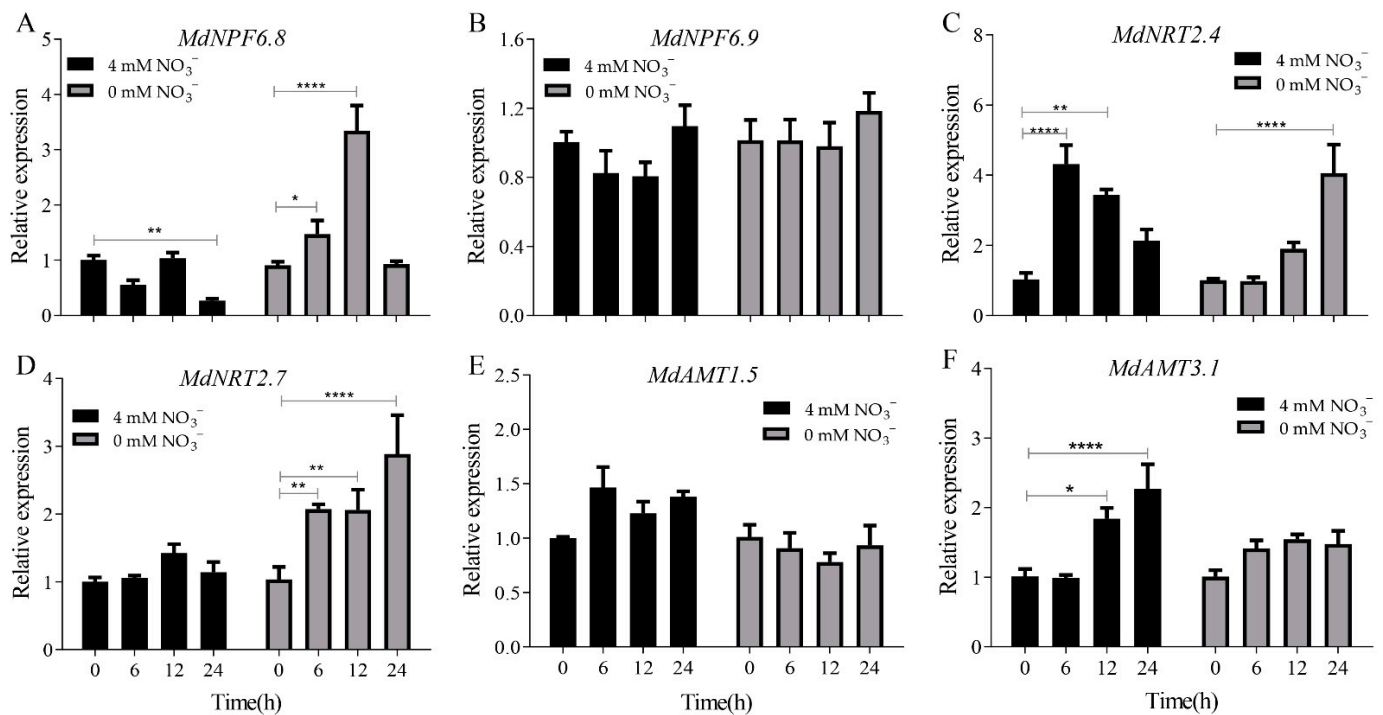 A
MdNPF6.8
Relative expression
5
4
3
2
1
0
4 mM NO₃⁻
0 mM NO₃⁻
****
*
**
B
MdNPF6.9
Relative expression
1.6
1.2
0.8
0.4
0.0
4 mM NO₃⁻
0 mM NO₃⁻
C
MdNRT2.4
Relative expression
8
6
4
2
0
4 mM NO₃⁻
0 mM NO₃⁻
**
****
****
D
MdNRT2.7
Relative expression
4
3
2
1
0
4 mM NO₃⁻
0 mM NO₃⁻
****
**
**
0 6 12 24 0 6 12 24
Time(h)
E
MdAMT1.5
Relative expression
2.5
2.0
1.5
1.0
0.5
0.0
4 mM NO₃⁻
0 mM NO₃⁻
0 6 12 24 0 6 12 24
Time(h)
F
MdAMT3.1
Relative expression
4
3
2
1
0
4 mM NO₃⁻
0 mM NO₃⁻
****
*
0 6 12 24 0 6 12 24
Time(h)